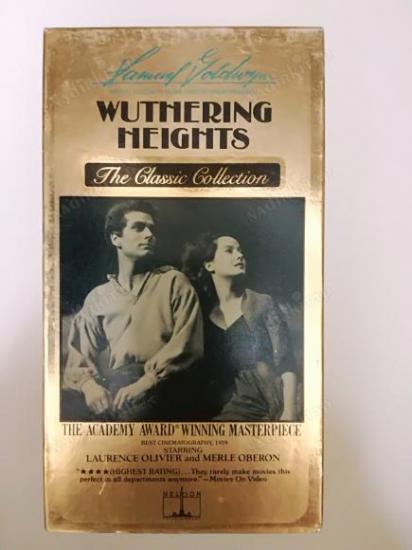 Samuel Goldwyn
WUTHERING
HEIGHTS
The Classic Collection
THE ACADEMY AWARD® WINNING MASTERPIECE
BEST CINEMATOGRAPHY, 1939
STARRING
LAURENCE OLIVIER and MERLE OBERON
"★★★★(HIGHEST RATING)... They rarely make movies this
perfect in all departments anymore."—Movies On Video
NELSON